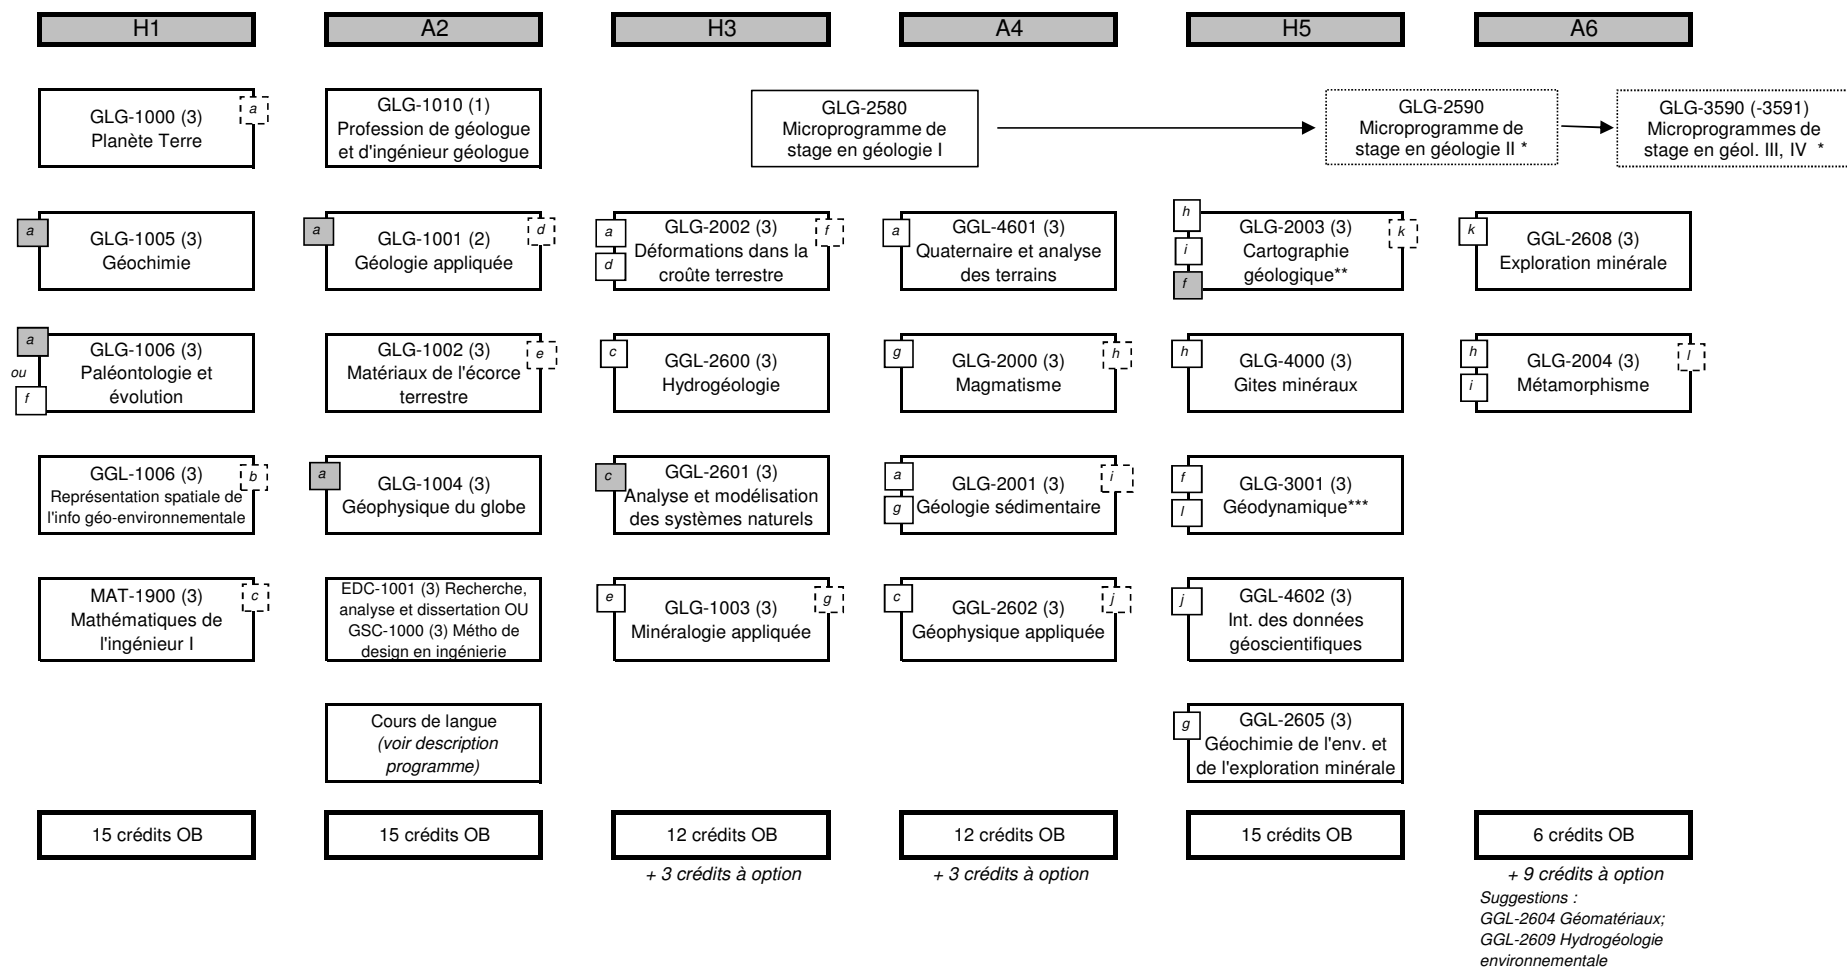 H1
A2
H3
A4
H5
A6
GLG-1000 (3)
Planète Terre
a
GLG-1010 (1)
Profession de géologue
et d'ingénieur géologue
GLG-2580
Microprogramme de
stage en géologie I
GLG-2590
Microprogramme de
stage en géologie II *
GLG-3590 (-3591)
Microprogrammes de
stage en géol. III, IV *
a
GLG-1005 (3)
Géochimie
a
GLG-1001 (2)
Géologie appliquée
d
a
d
GLG-2002 (3)
Déformations dans la
croûte terrestre
f
a
GGL-4601 (3)
Quaternaire et analyse
des terrains
h
i
f
GLG-2003 (3)
Cartographie
géologique**
k
k
GGL-2608 (3)
Exploration minérale
a
ou
f
GLG-1006 (3)
Paléontologie et
évolution
GLG-1002 (3)
Matériaux de l'écorce
terrestre
e
c
GGL-2600 (3)
Hydrogéologie
g
GLG-2000 (3)
Magmatisme
h
h
GLG-4000 (3)
Gites minéraux
h
i
GLG-2004 (3)
Métamorphisme
l
GGL-1006 (3)
Représentation spatiale de
l'info géo-environnementale
b
a
GLG-1004 (3)
Géophysique du globe
c
GGL-2601 (3)
Analyse et modélisation
des systèmes naturels
a
g
GLG-2001 (3)
Géologie sédimentaire
i
f
l
GLG-3001 (3)
Géodynamique***
MAT-1900 (3)
Mathématiques de
l'ingénieur I
c
EDC-1001 (3) Recherche,
analyse et dissertation OU
GSC-1000 (3) Métho de
design en ingénierie
e
GLG-1003 (3)
Minéralogie appliquée
g
c
GGL-2602 (3)
Géophysique appliquée
j
j
GGL-4602 (3)
Int. des données
géoscientifiques
Cours de langue
(voir description
programme)
g
GGL-2605 (3)
Géochimie de l'env. et
de l'exploration minérale
15 crédits OB
15 crédits OB
12 crédits OB
12 crédits OB
15 crédits OB
6 crédits OB
+ 3 crédits à option
+ 3 crédits à option
+ 9 crédits à option
Suggestions :
GGL-2604 Géomatériaux;
GGL-2609 Hydrogéologie
environnementale